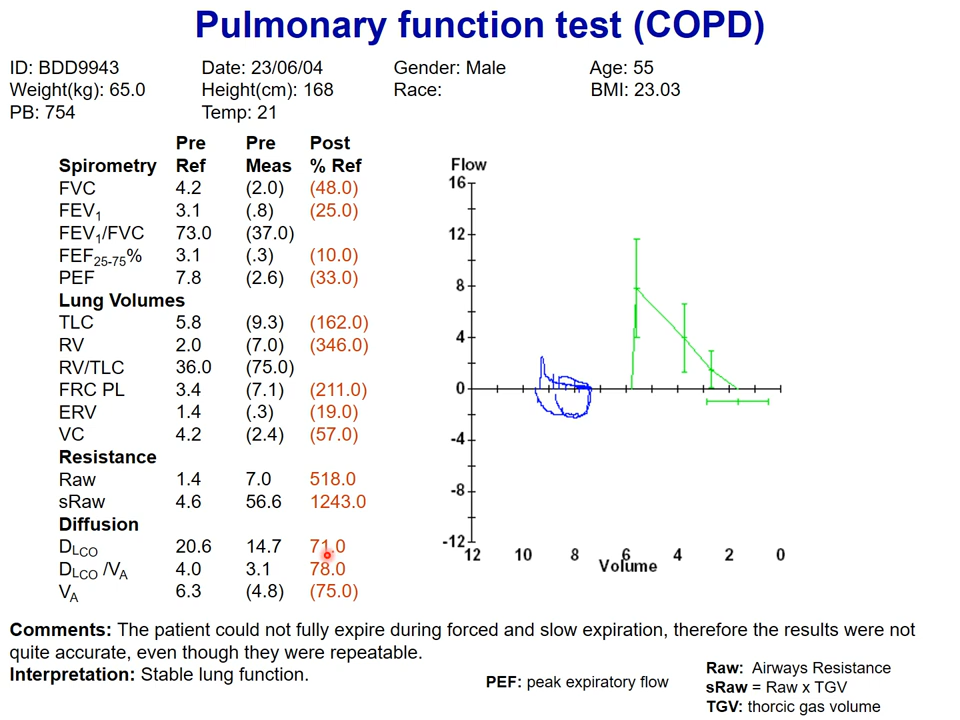 Pulmonary function test (COPD)
ID: BDD9943 Date: 23/06/04 Gender: Male Age: 55
Weight(kg): 65.0 Height(cm): 168 Race: BMI: 23.03
PB: 754 Temp: 21
Pre Pre Post
Spirometry Ref Meas % Ref
FVC 4.2 (2.0) (48.0)
FEV1 3.1 (.8) (25.0)
FEV1/FVC 73.0 (37.0)
FEF25-75% 3.1 (.3) (10.0)
PEF 7.8 (2.6) (33.0)
Lung Volumes
TLC 5.8 (9.3) (162.0)
RV 2.0 (7.0) (346.0)
RV/TLC 36.0 (75.0)
FRC PL 3.4 (7.1) (211.0)
ERV 1.4 (.3) (19.0)
VC 4.2 (2.4) (57.0)
Resistance
Raw 1.4 7.0 518.0
sRaw 4.6 56.6 1243.0
Diffusion
DLCO 20.6 14.7 71.0
DLCO /VA 4.0 3.1 78.0
VA 6.3 (4.8) (75.0)
Flow
16
12
8
4
0
-4
-8
-12
12 10 8 6 4 2 0
Volume
Comments: The patient could not fully expire during forced and slow expiration, therefore the results were not
quite accurate, even though they were repeatable.
Interpretation: Stable lung function.
PEF: peak expiratory flow
Raw: Airways Resistance
sRaw = Raw x TGV
TGV: thorcic gas volume